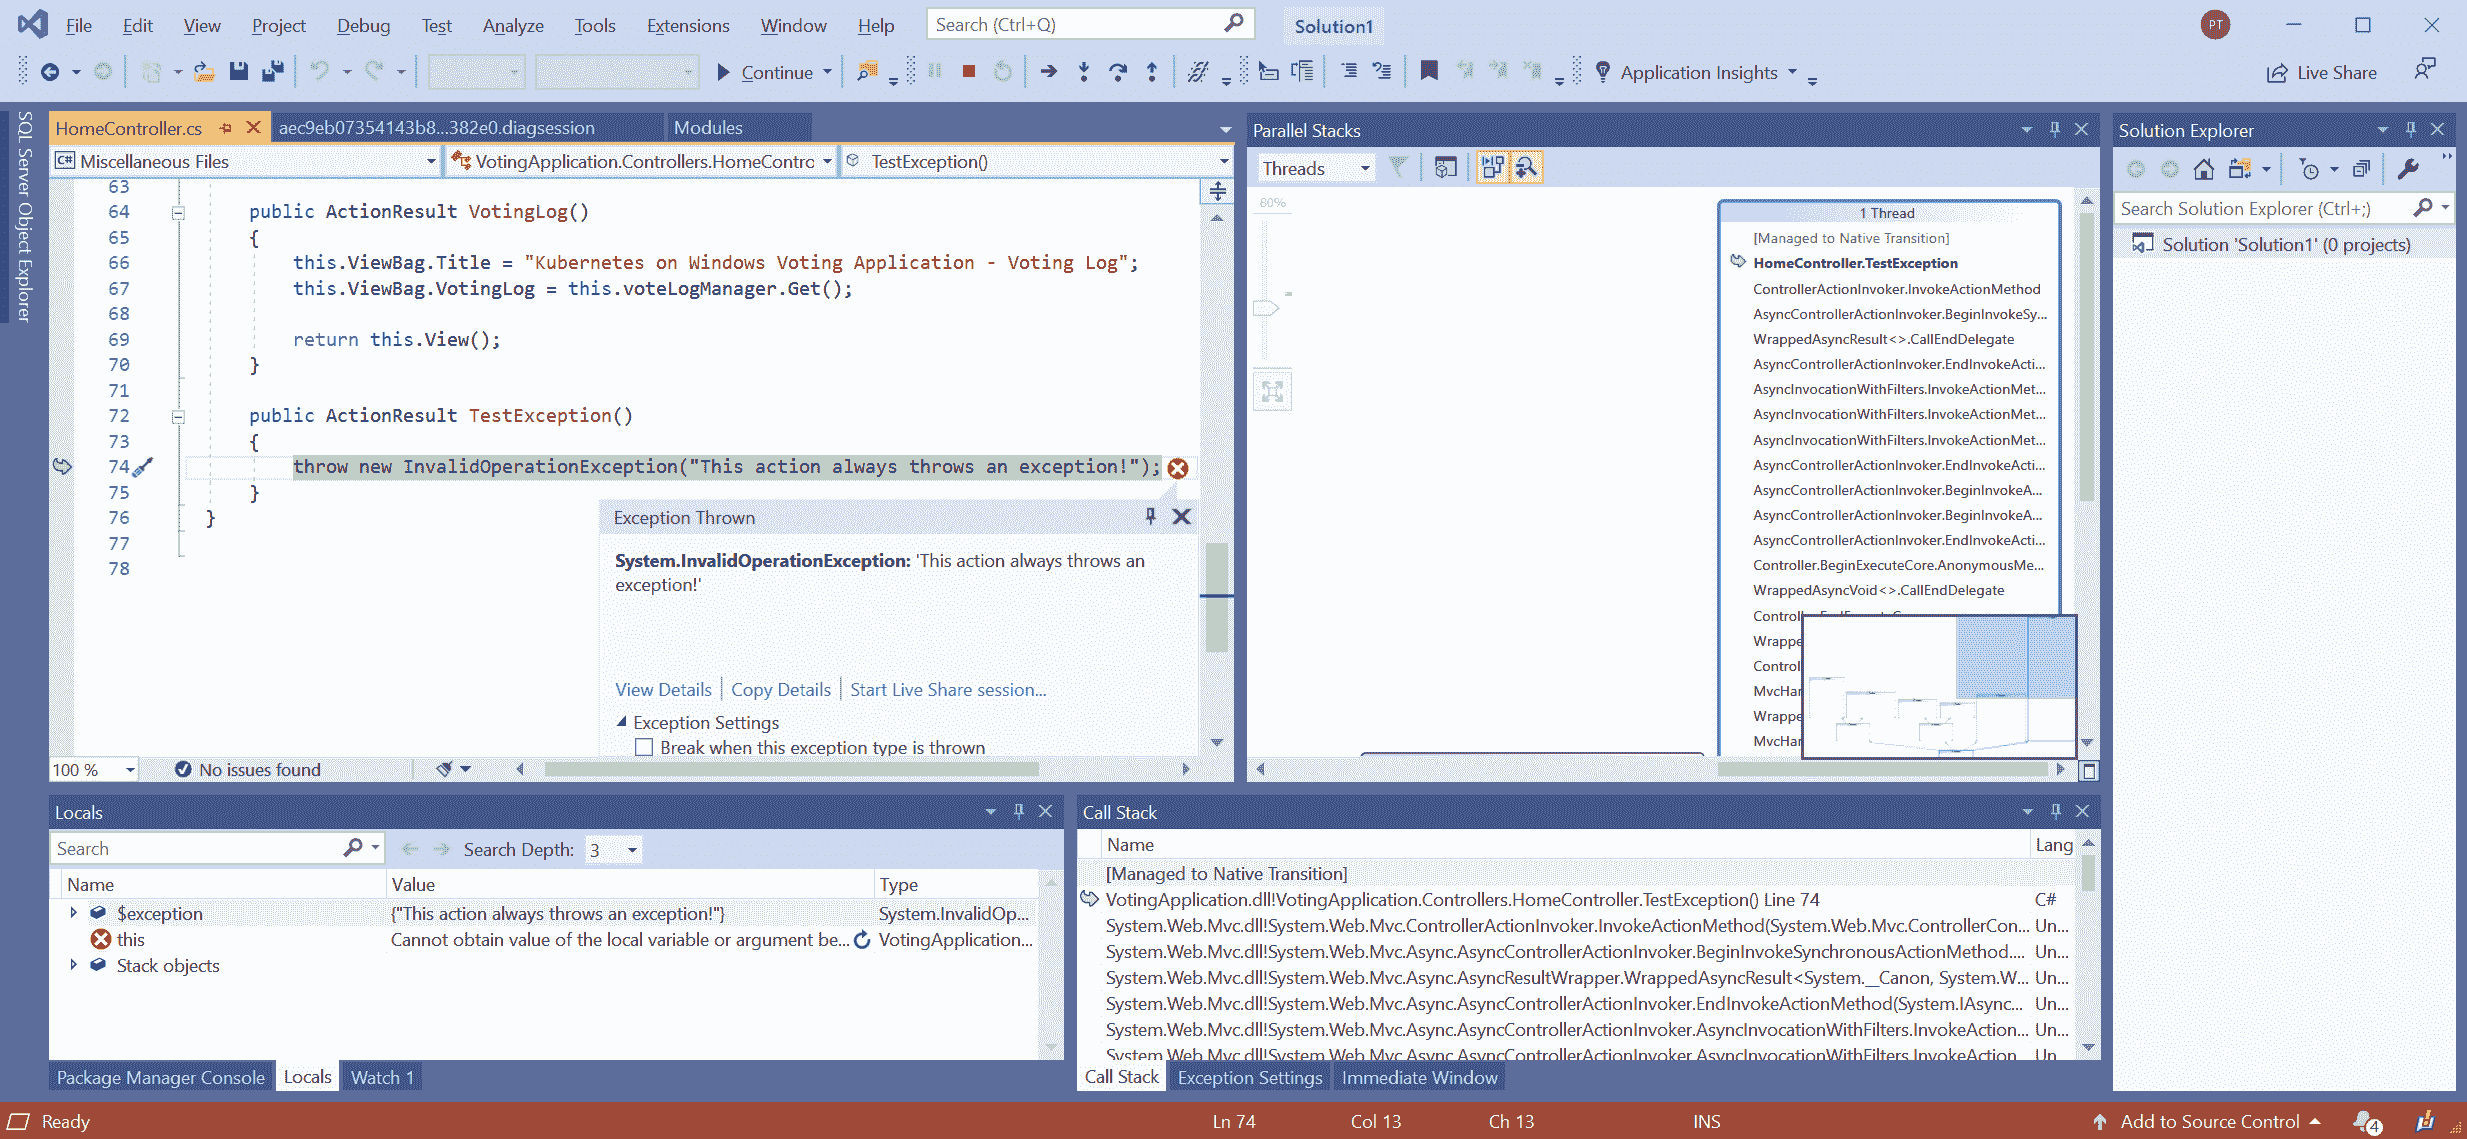 File Edit View Project Debug Test Analyze Tools Extensions Window Help Search (Ctrl+Q) Solution1 PT
Continue Application Insights Live Share
SQL Server Object Explorer
HomeController.cs aec9eb07354143b8...382e0.diagsession Modules
C# Miscellaneous Files VotingApplication.Controllers.HomeContro TestException()
63
64 public ActionResult VotingLog()
65 {
66 this.ViewBag.Title = "Kubernetes on Windows Voting Application - Voting Log";
67 this.ViewBag.VotingLog = this.voteLogManager.Get();
68
69 return this.View();
70 }
71
72 public ActionResult TestException()
73 {
74 throw new InvalidOperationException("This action always throws an exception!");
75 }
76 }
77
78
Exception Thrown
System.InvalidOperationException: 'This action always throws an
exception!'
View Details Copy Details Start Live Share session...
Exception Settings
Break when this exception type is thrown
100 % No issues found
Parallel Stacks
Threads
80%
1 Thread
[Managed to Native Transition]
HomeController.TestException
ControllerActionInvoker.InvokeActionMethod
AsyncControllerActionInvoker.BeginInvokeSy...
WrappedAsyncResult<>.CallEndDelegate
AsyncControllerActionInvoker.EndInvokeActi...
AsyncInvocationWithFilters.InvokeActionMet...
AsyncInvocationWithFilters.InvokeActionMet...
AsyncInvocationWithFilters.InvokeActionMet...
AsyncControllerActionInvoker.EndInvokeActi...
AsyncControllerActionInvoker.BeginInvokeA...
AsyncControllerActionInvoker.BeginInvokeA...
AsyncControllerActionInvoker.EndInvokeActi...
Controller.BeginExecuteCore.AnonymousMe...
WrappedAsyncVoid<>.CallEndDelegate
Wrappe
Control
MvcHar
Wrappe
MvcHar
Solution Explorer
Search Solution Explorer (Ctrl+;)
Solution 'Solution1' (0 projects)
Locals
Search Search Depth: 3
Name Value Type
$exception {"This action always throws an exception!"} System.InvalidOp...
this Cannot obtain value of the local variable or argument be... VotingApplication...
Stack objects
Package Manager Console Locals Watch 1
Call Stack
Name Lang
[Managed to Native Transition]
VotingApplication.dll!VotingApplication.Controllers.HomeController.TestException() Line 74 C#
System.Web.Mvc.dll!System.Web.Mvc.ControllerActionInvoker.InvokeActionMethod(System.Web.Mvc.ControllerCon... Un...
System.Web.Mvc.dll!System.Web.Mvc.Async.AsyncControllerActionInvoker.BeginInvokeSynchronousActionMethod.... Un...
System.Web.Mvc.dll!System.Web.Mvc.Async.AsyncResultWrapper.WrappedAsyncResult<System.__Canon, System.W... Un...
System.Web.Mvc.dll!System.Web.Mvc.Async.AsyncControllerActionInvoker.EndInvokeActionMethod(System.IAsync... Un...
System.Web.Mvc.dll!System.Web.Mvc.Async.AsyncControllerActionInvoker.AsyncInvocationWithFilters.InvokeAction... Un...
System.Web.Mvc.dll!System.Web.Mvc.Async.AsyncControllerActionInvoker.AsyncInvocationWithFilters.InvokeAction Un
Call Stack Exception Settings Immediate Window
Ready Ln 74 Col 13 Ch 13 INS Add to Source Control 4